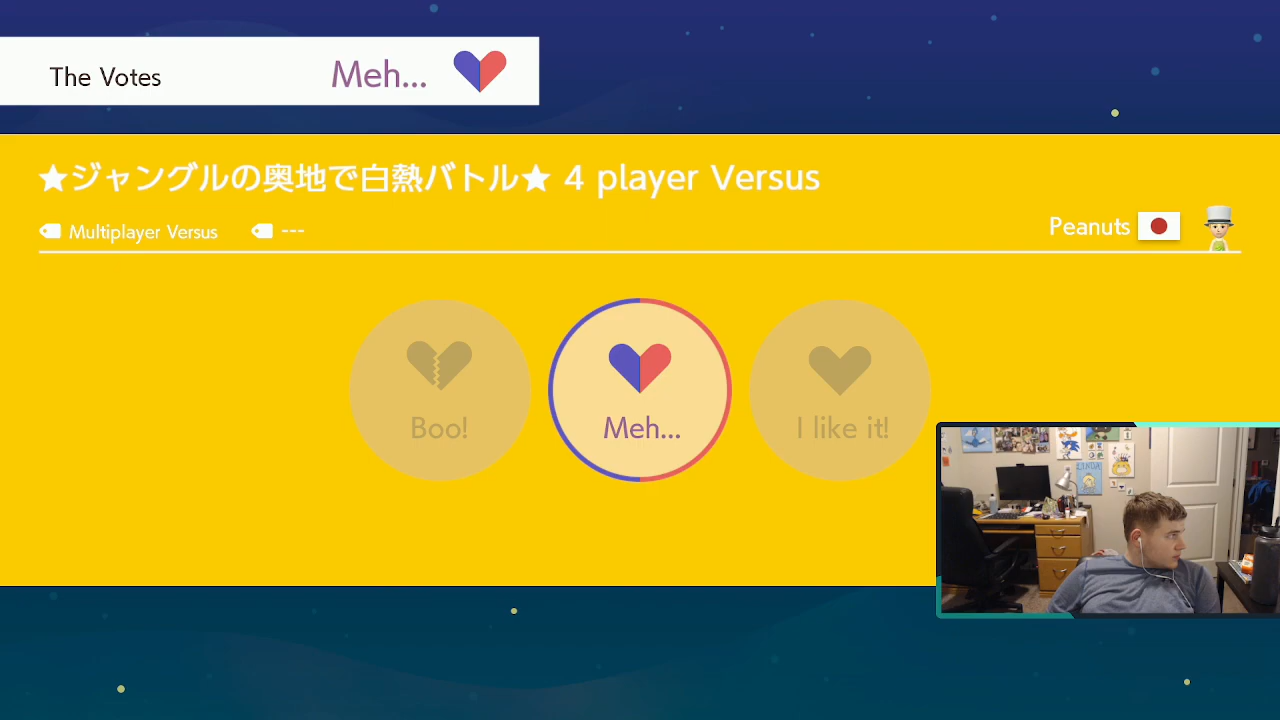 The Votes
Meh...
★ジャングルの奥地で白熱バトル★ 4 player Versus
Multiplayer Versus
---
Peanuts
Boo!
Meh...
I like it!
LINDA